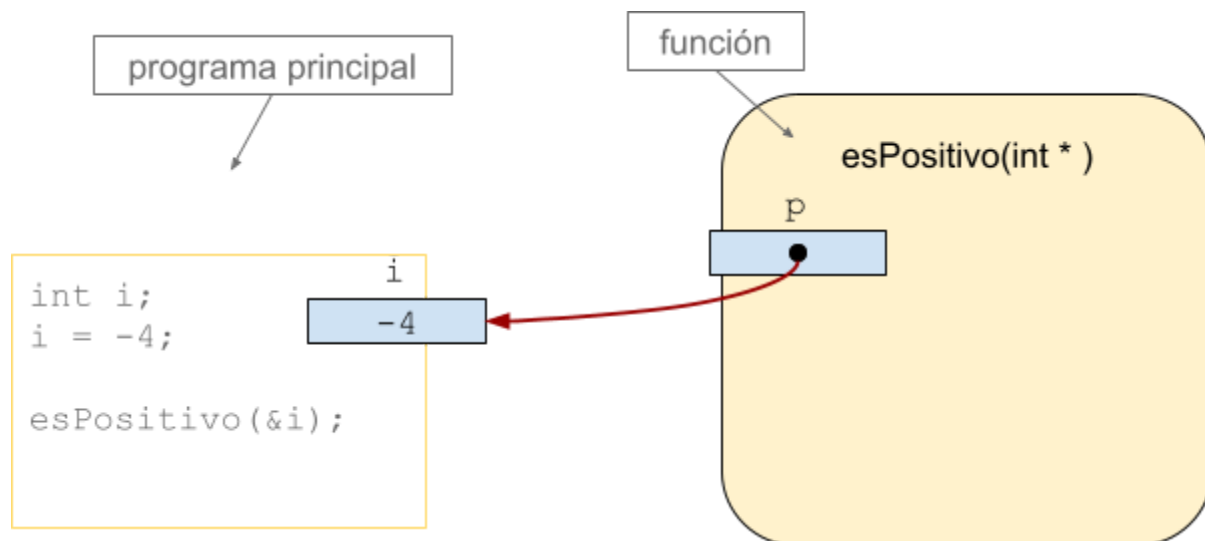 programa principal
función
esPositivo(int * )
p
i
int i;
i = -4;
-4
esPositivo(&i);